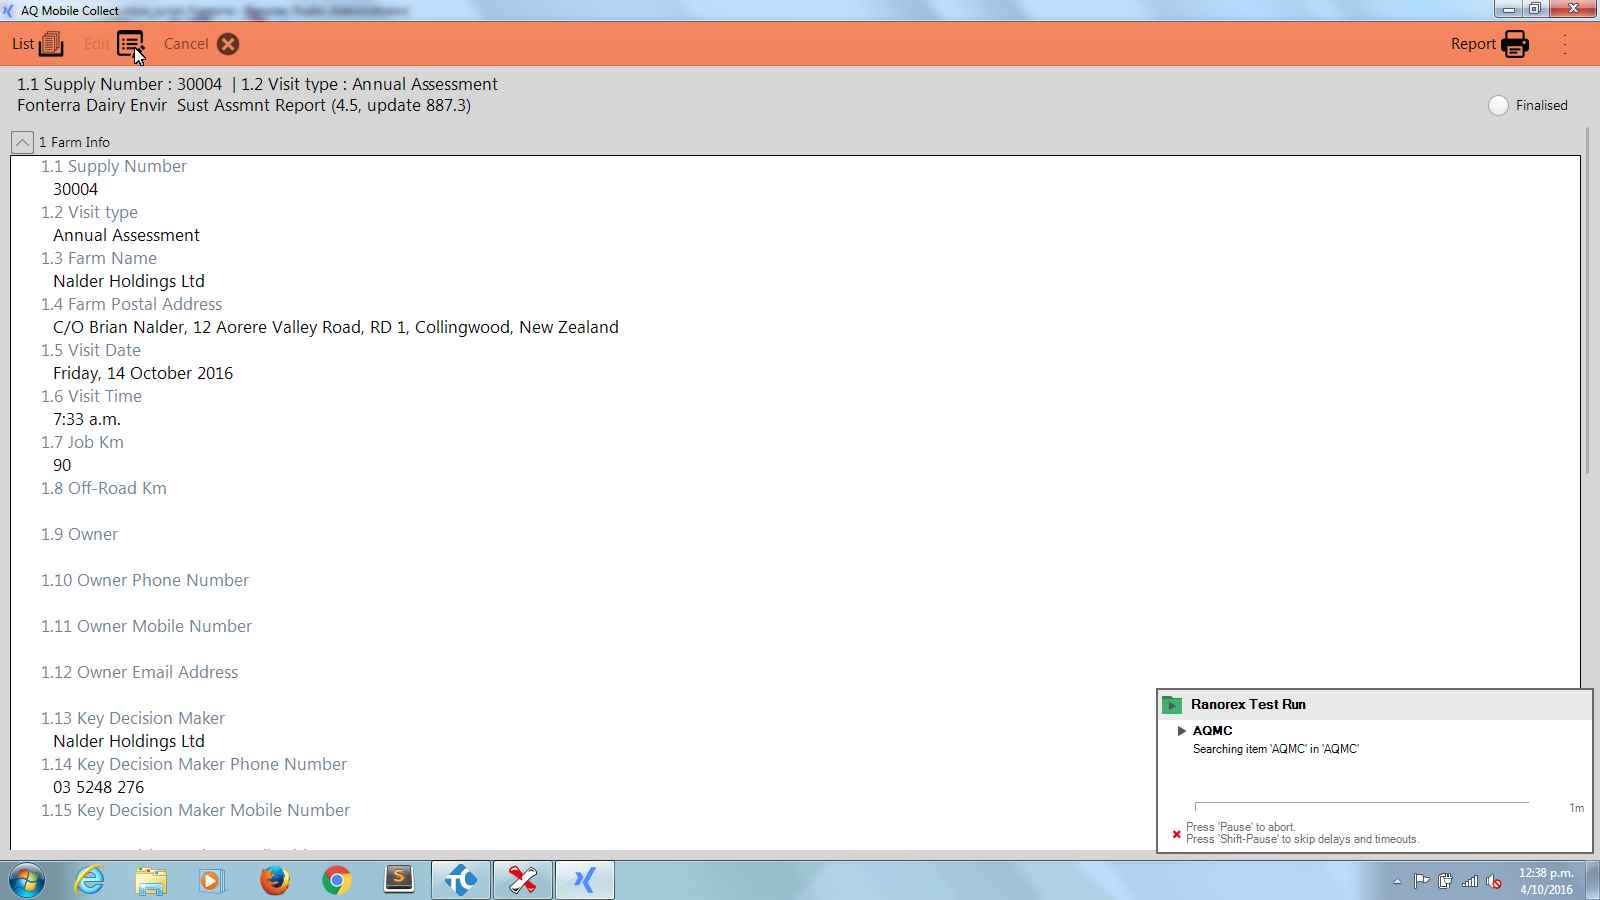 AQ Mobile Collect
List Edit Cancel Report
1.1 Supply Number : 30004 | 1.2 Visit type : Annual Assessment
Fonterra Dairy Envir Sust Assmnt Report (4.5, update 887.3)
Finalised
1 Farm Info
1.1 Supply Number
30004
1.2 Visit type
Annual Assessment
1.3 Farm Name
Nalder Holdings Ltd
1.4 Farm Postal Address
C/O Brian Nalder, 12 Aorere Valley Road, RD 1, Collingwood, New Zealand
1.5 Visit Date
Friday, 14 October 2016
1.6 Visit Time
7:33 a.m.
1.7 Job Km
90
1.8 Off-Road Km
1.9 Owner
1.10 Owner Phone Number
1.11 Owner Mobile Number
1.12 Owner Email Address
1.13 Key Decision Maker
Nalder Holdings Ltd
1.14 Key Decision Maker Phone Number
03 5248 276
1.15 Key Decision Maker Mobile Number
Ranorex Test Run
AQMC
Searching item 'AQMC' in 'AQMC'
1m
Press 'Pause' to abort.
Press 'Shift-Pause' to skip delays and timeouts.
12:38 p.m.
4/10/2016